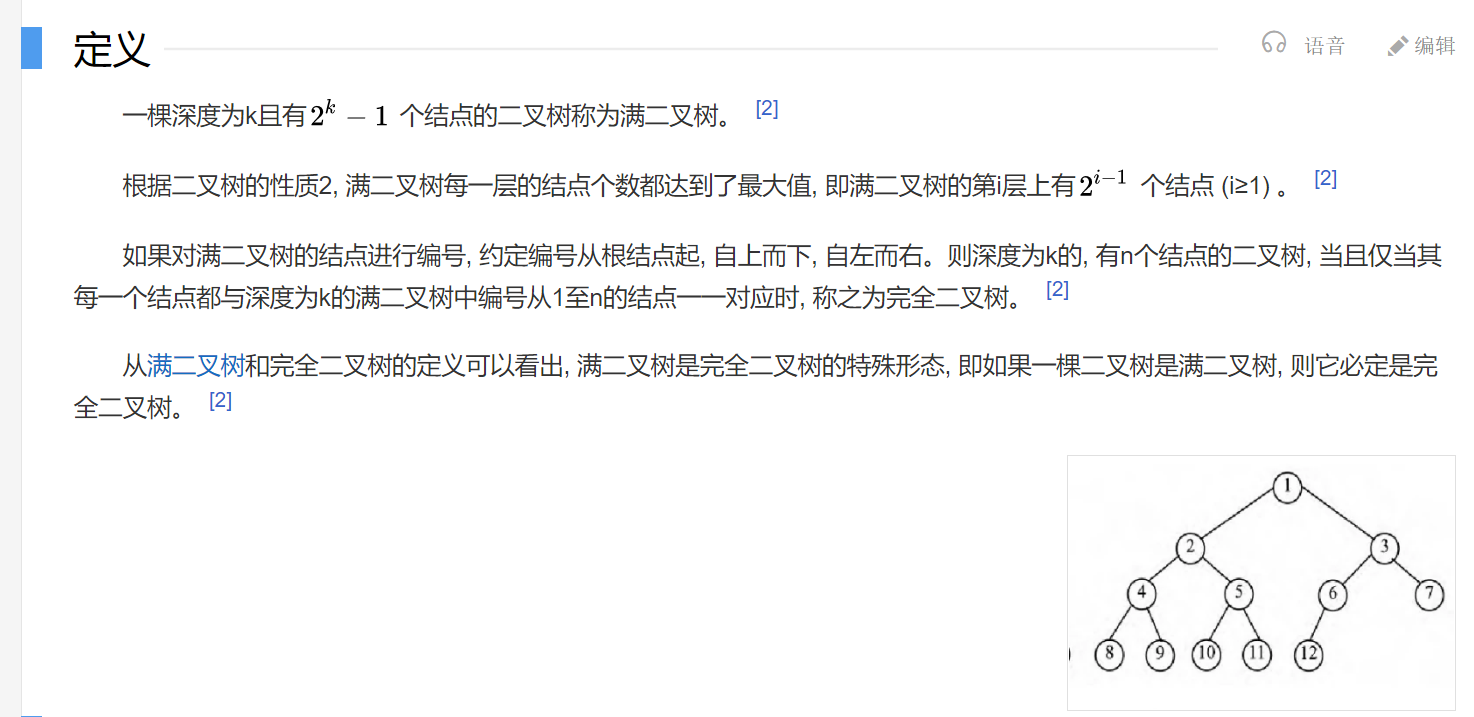 定义
语音
编辑
一棵深度为k且有2^k − 1 个结点的二叉树称为满二叉树。 [2]
根据二叉树的性质2, 满二叉树每一层的结点个数都达到了最大值, 即满二叉树的第i层上有2^{i−1} 个结点 (i≥1) 。 [2]
如果对满二叉树的结点进行编号, 约定编号从根结点起, 自上而下, 自左而右。则深度为k的, 有n个结点的二叉树, 当且仅当其
每一个结点都与深度为k的满二叉树中编号从1至n的结点一一对应时, 称之为完全二叉树。 [2]
从满二叉树和完全二叉树的定义可以看出, 满二叉树是完全二叉树的特殊形态, 即如果一棵二叉树是满二叉树, 则它必定是完
全二叉树。 [2]
1
2 3
4 5 6 7
8 9 10 11 12